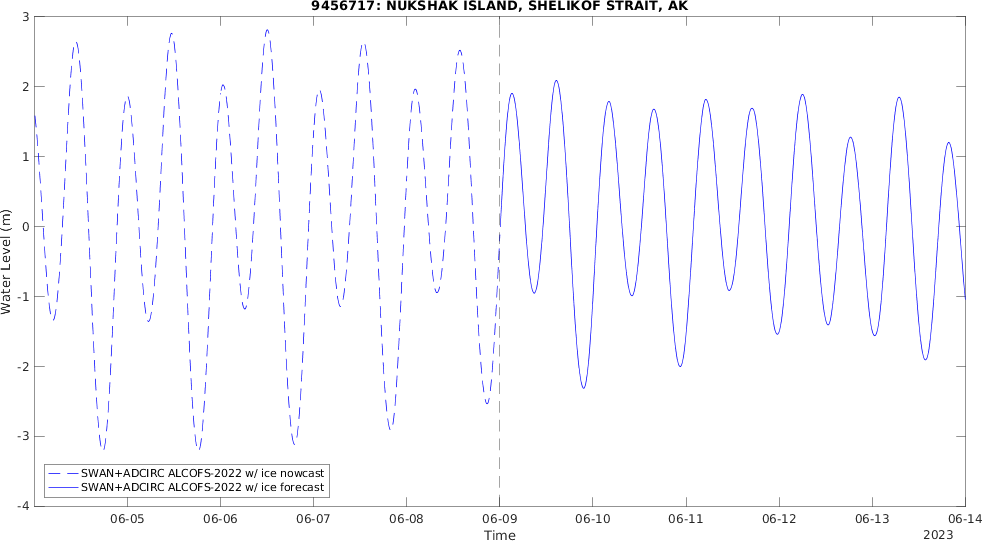 9456717: NUKSHAK ISLAND, SHELIKOF STRAIT, AK
3
2
1
0
-1
-2
-3
-4
Water Level (m)
SWAN+ADCIRC ALCOFS-2022 w/ ice nowcast
SWAN+ADCIRC ALCOFS-2022 w/ ice forecast
06-05 06-06 06-07 06-08 06-09 06-10 06-11 06-12 06-13 06-14
Time
2023